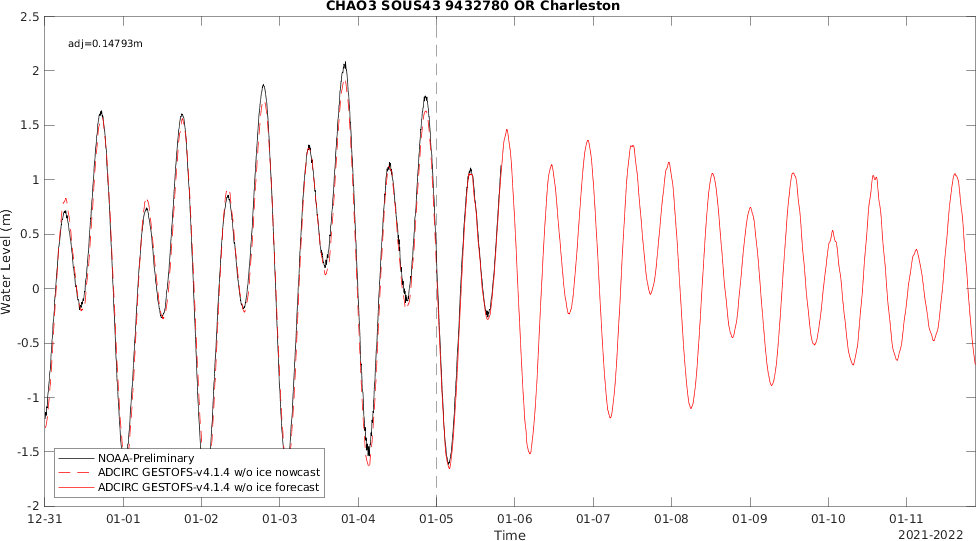 CHAO3 SOUS43 9432780 OR Charleston
adj=0.14793m
Water Level (m)
2.5
2
1.5
1
0.5
0
-0.5
-1
-1.5
-2
NOAA-Preliminary
ADCIRC GESTOFS-v4.1.4 w/o ice nowcast
ADCIRC GESTOFS-v4.1.4 w/o ice forecast
12-31 01-01 01-02 01-03 01-04 01-05 01-06 01-07 01-08 01-09 01-10 01-11
Time
2021-2022